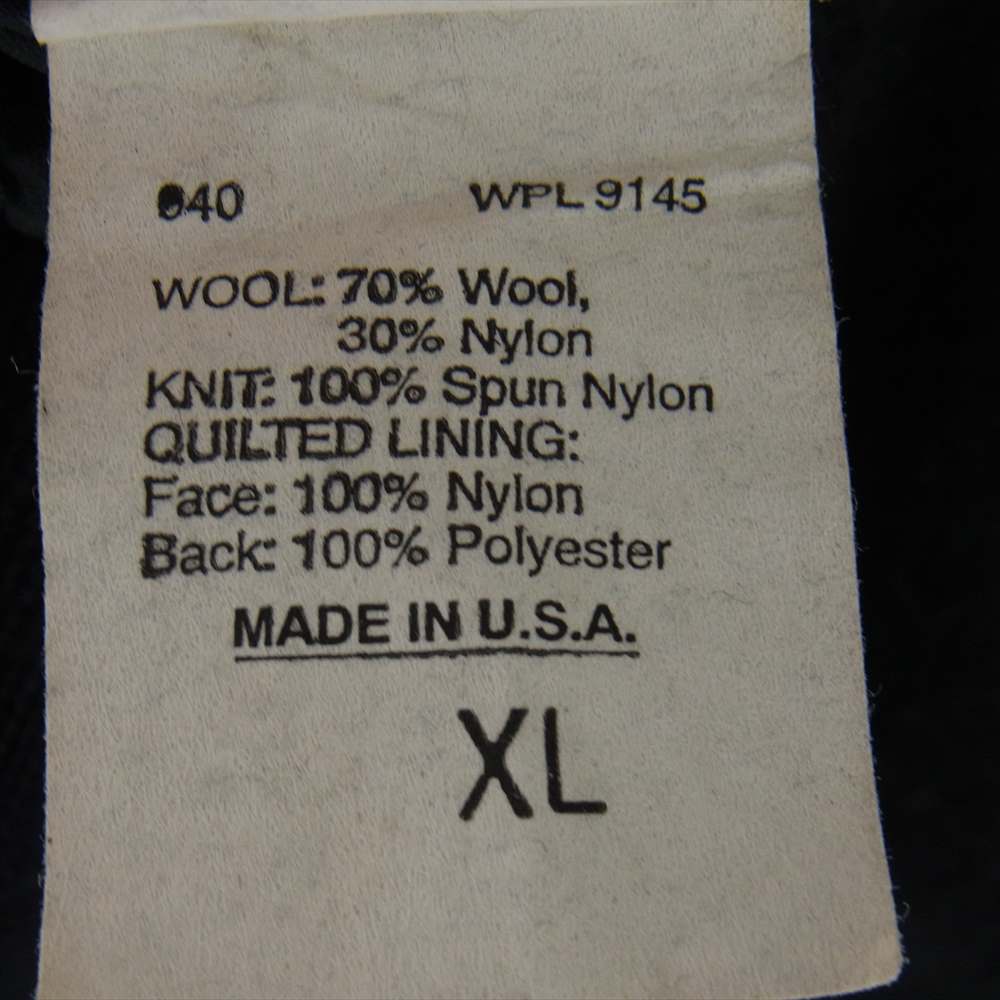 WPL 9145
WOOL: 70% Wool,
30% Nylon
KNIT: 100% Spun Nylon
QUILTED LINING:
Face: 100% Nylon
Back: 100% Polyester
MADE IN U.S.A.
XL